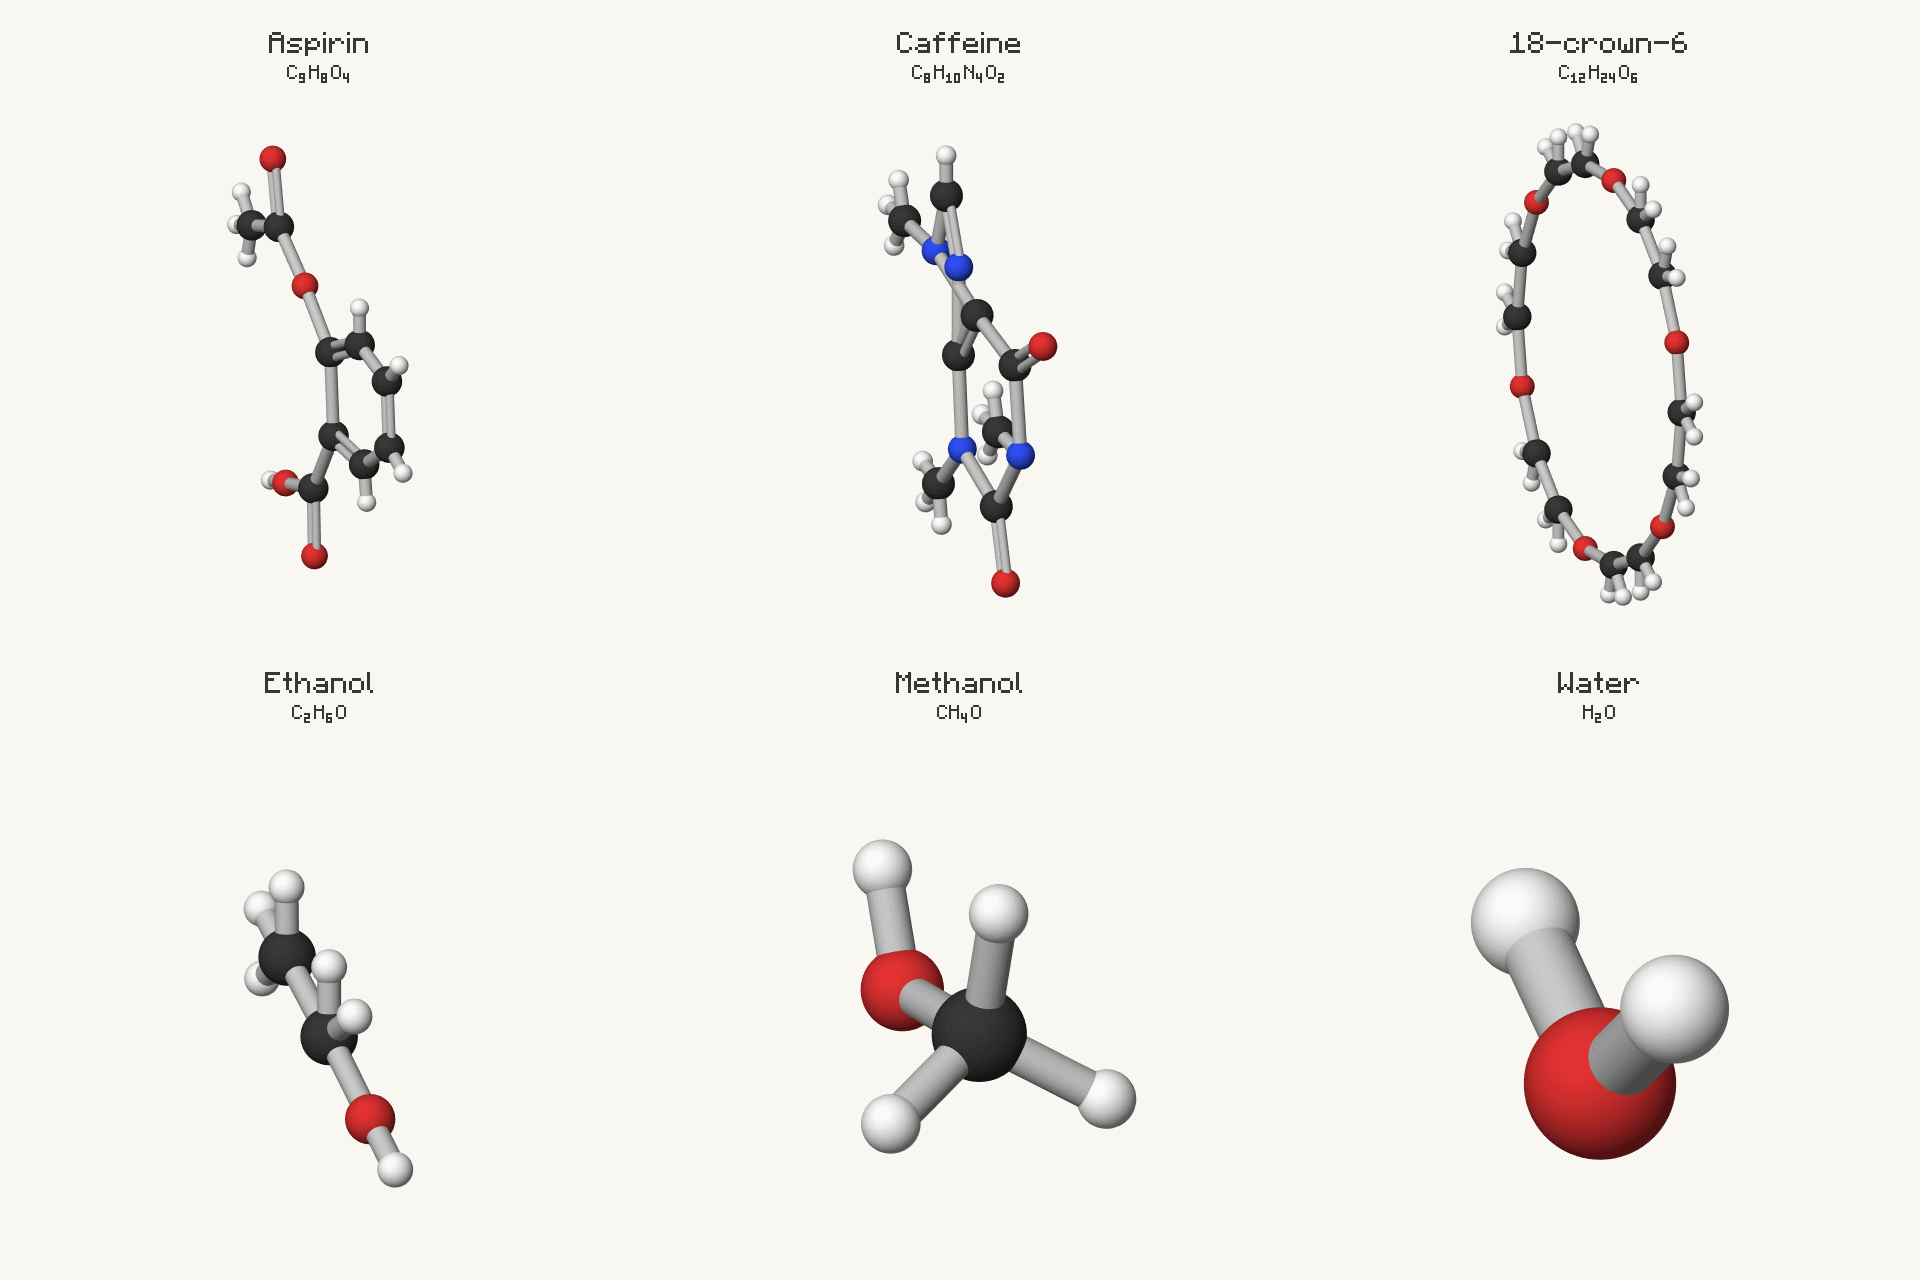 Aspirin
C₉H₈O₄
Caffeine
C₈H₁₀N₄O₂
18-crown-6
C₁₂H₂₄O₆
Ethanol
C₂H₆O
Methanol
CH₄O
Water
H₂O